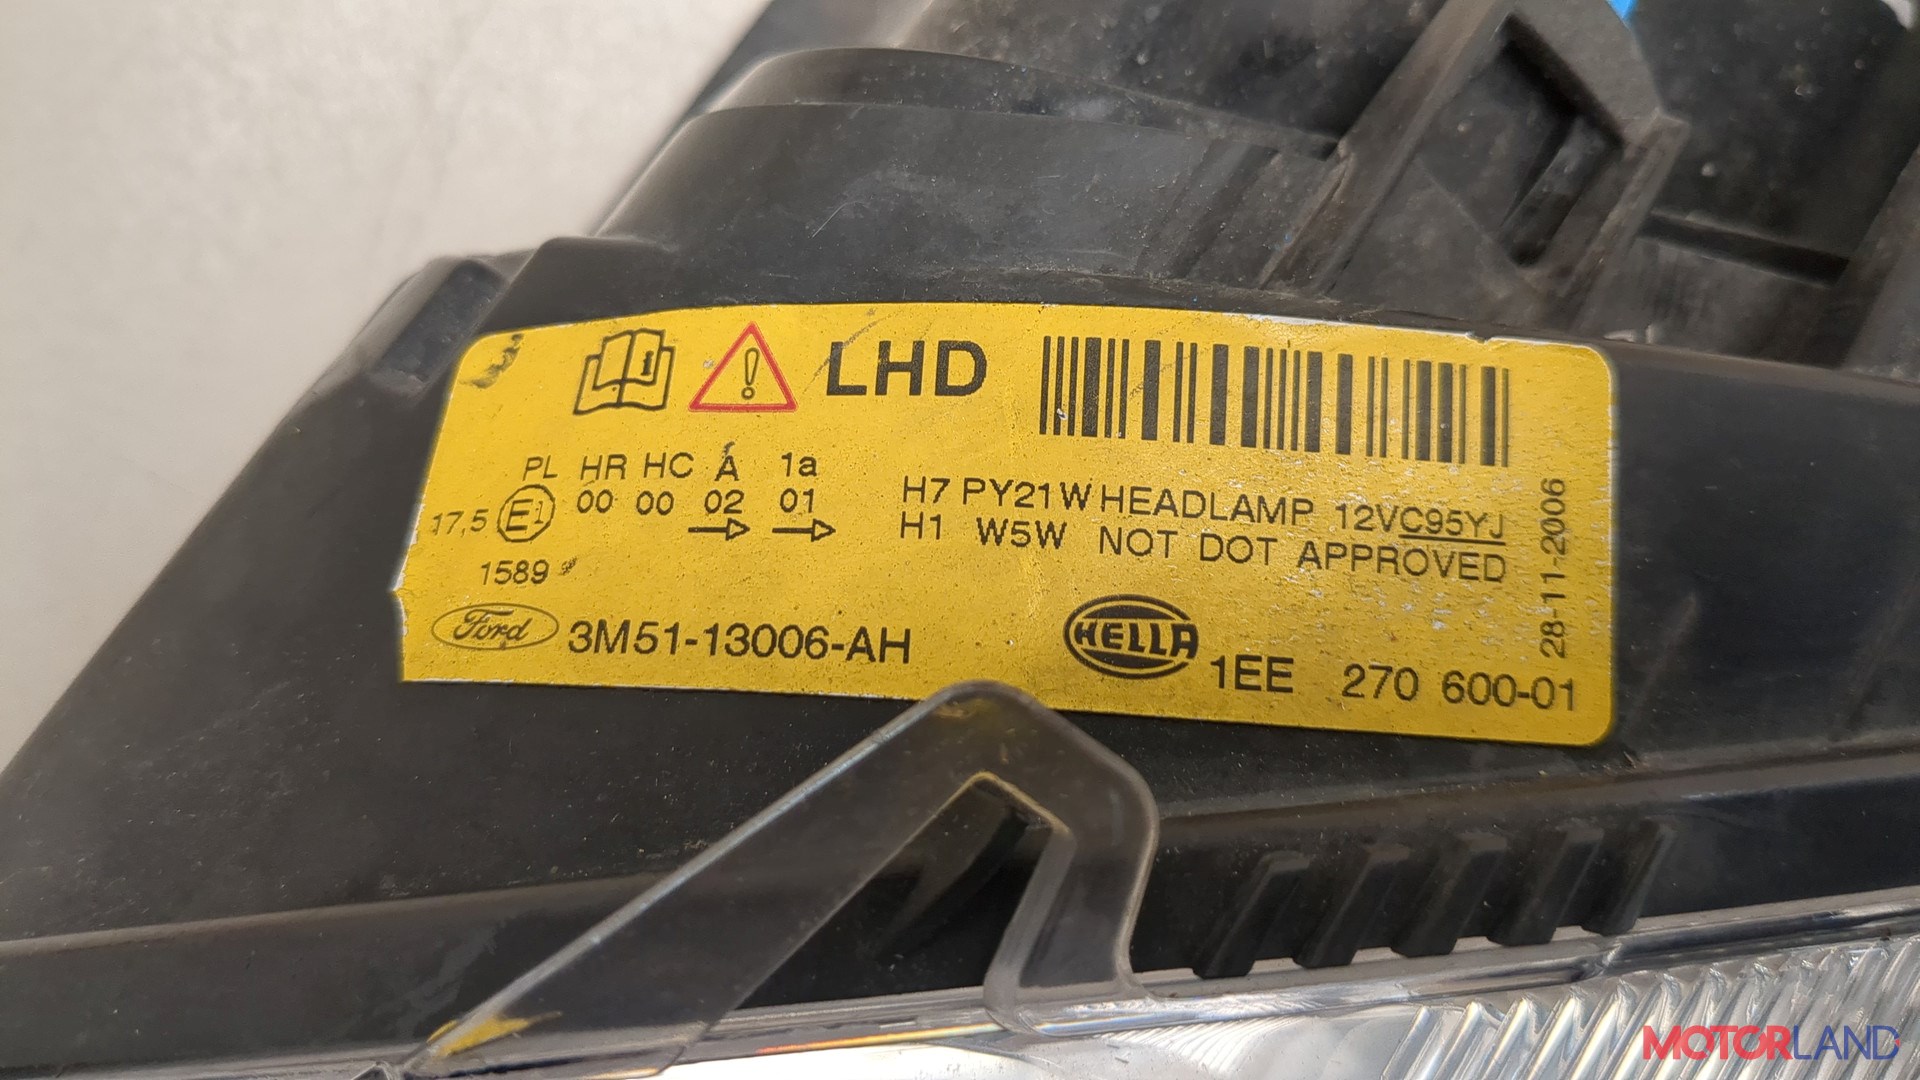 LHD
PL HR HC A 1a
17,5 E1 00 00 02 01
1589
H7 PY21W HEADLAMP 12VC95YJ
H1 W5W NOT DOT APPROVED
28-11-2006
Ford 3M51-13006-AH
HELLA 1EE 270 600-01
MOTORLAND